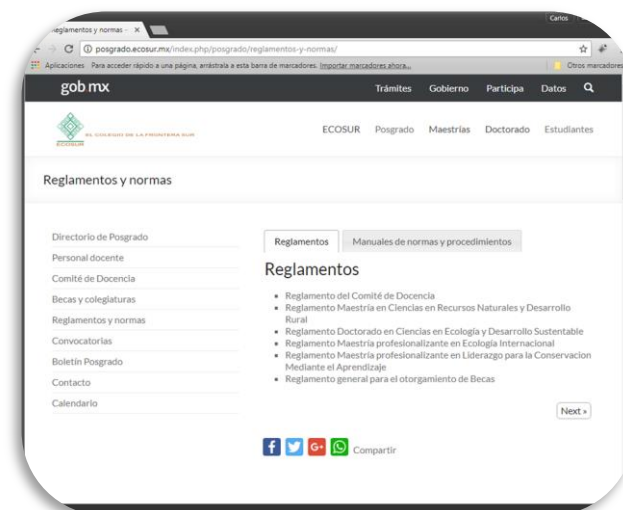 Reglamentos y normas -
Carlos
posgrado.ecosur.mx/index.php/posgrado/reglamentos-y-normas/
Aplicaciones Para acceder rápido a una página, arrástrala a esta barra de marcadores. Importar marcadores ahora... Otros marcadores
gob mx Trámites Gobierno Participa Datos
ECOSUR EL COLEGIO DE LA FRONTERA SUR
ECOSUR Posgrado Maestrías Doctorado Estudiantes
Reglamentos y normas
Directorio de Posgrado
Personal docente
Comité de Docencia
Becas y colegiaturas
Reglamentos y normas
Convocatorias
Boletín Posgrado
Contacto
Calendario
Reglamentos Manuales de normas y procedimientos
Reglamentos
Reglamento del Comité de Docencia
Reglamento Maestría en Ciencias en Recursos Naturales y Desarrollo
Rural
Reglamento Doctorado en Ciencias en Ecología y Desarrollo Sustentable
Reglamento Maestría profesionalizante en Ecología Internacional
Reglamento Maestría profesionalizante en Liderazgo para la Conservacion
Mediante el Aprendizaje
Reglamento general para el otorgamiento de Becas
Next »
f G+ Compartir